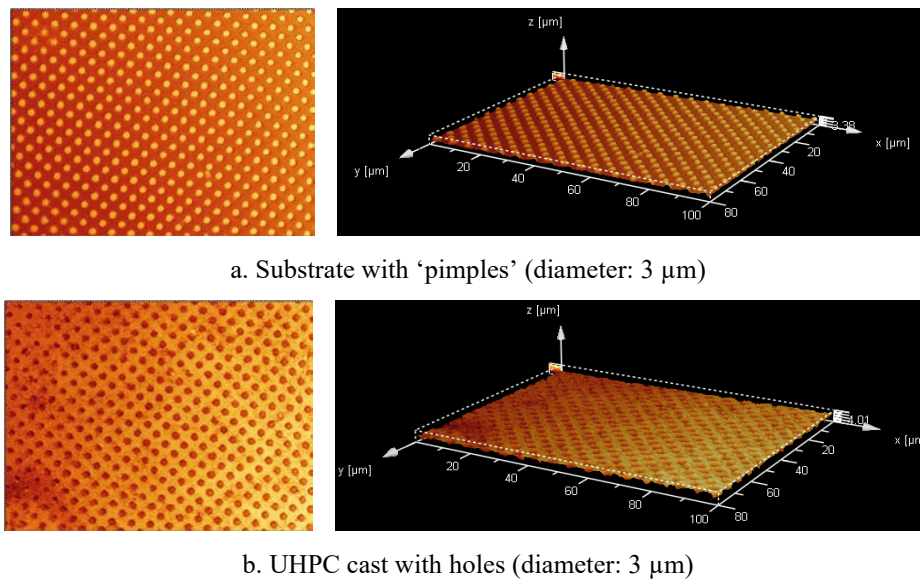 z [µm]
3.38
x [µm]
y [µm]
20
40
60
80
100
20
40
60
80
a. Substrate with ‘pimples’ (diameter: 3 µm)
z [µm]
4.01
x [µm]
y [µm]
20
40
60
80
100
20
40
60
80
b. UHPC cast with holes (diameter: 3 µm)